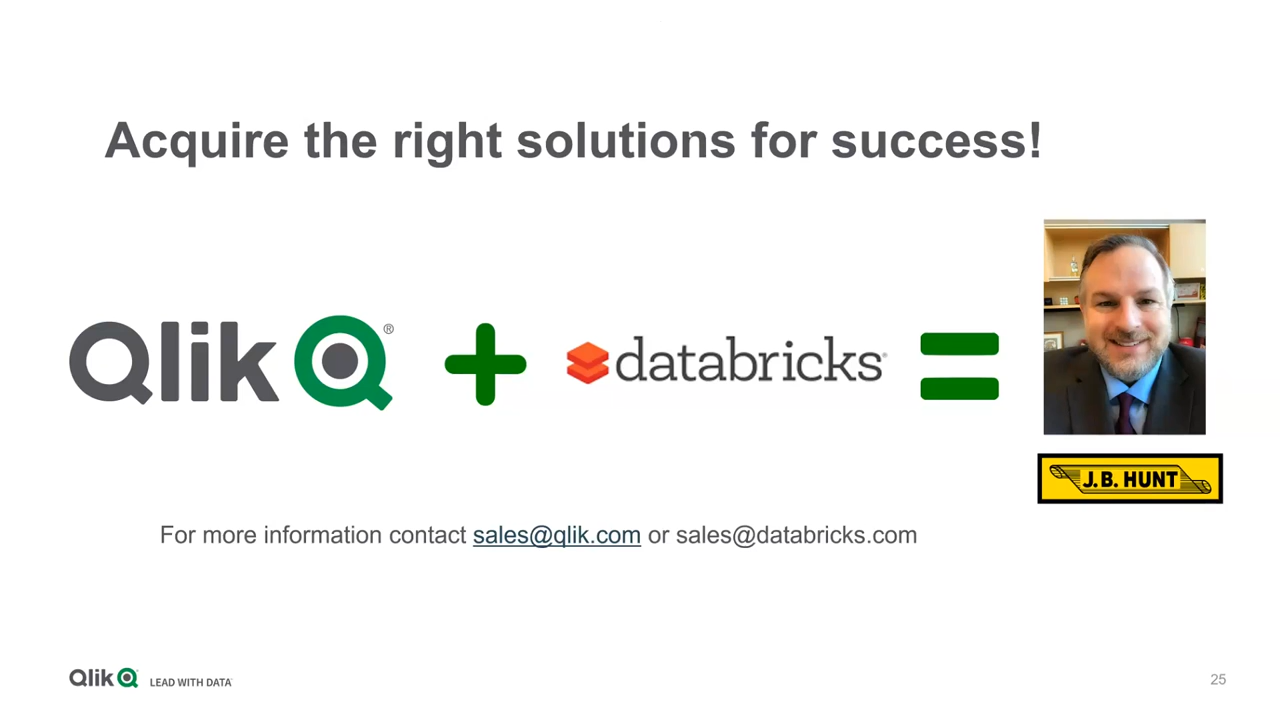 Acquire the right solutions for success!
Qlik ®
databricks®
J.B. HUNT
For more information contact sales@qlik.com or sales@databricks.com
Qlik LEAD WITH DATA
25